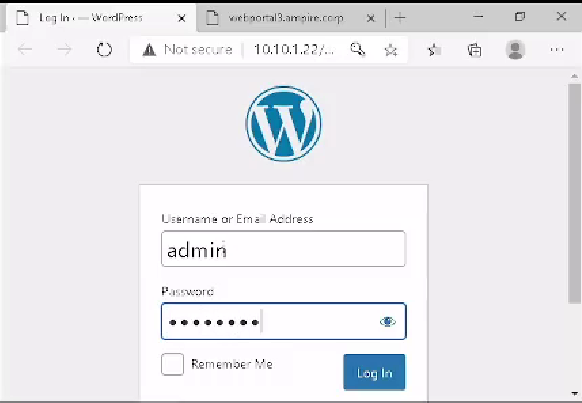 Log In ‹ — WordPress
webportal3.ampire.corp
Not secure 10.10.1.22/...
Username or Email Address
admin
Password
Remember Me
Log In